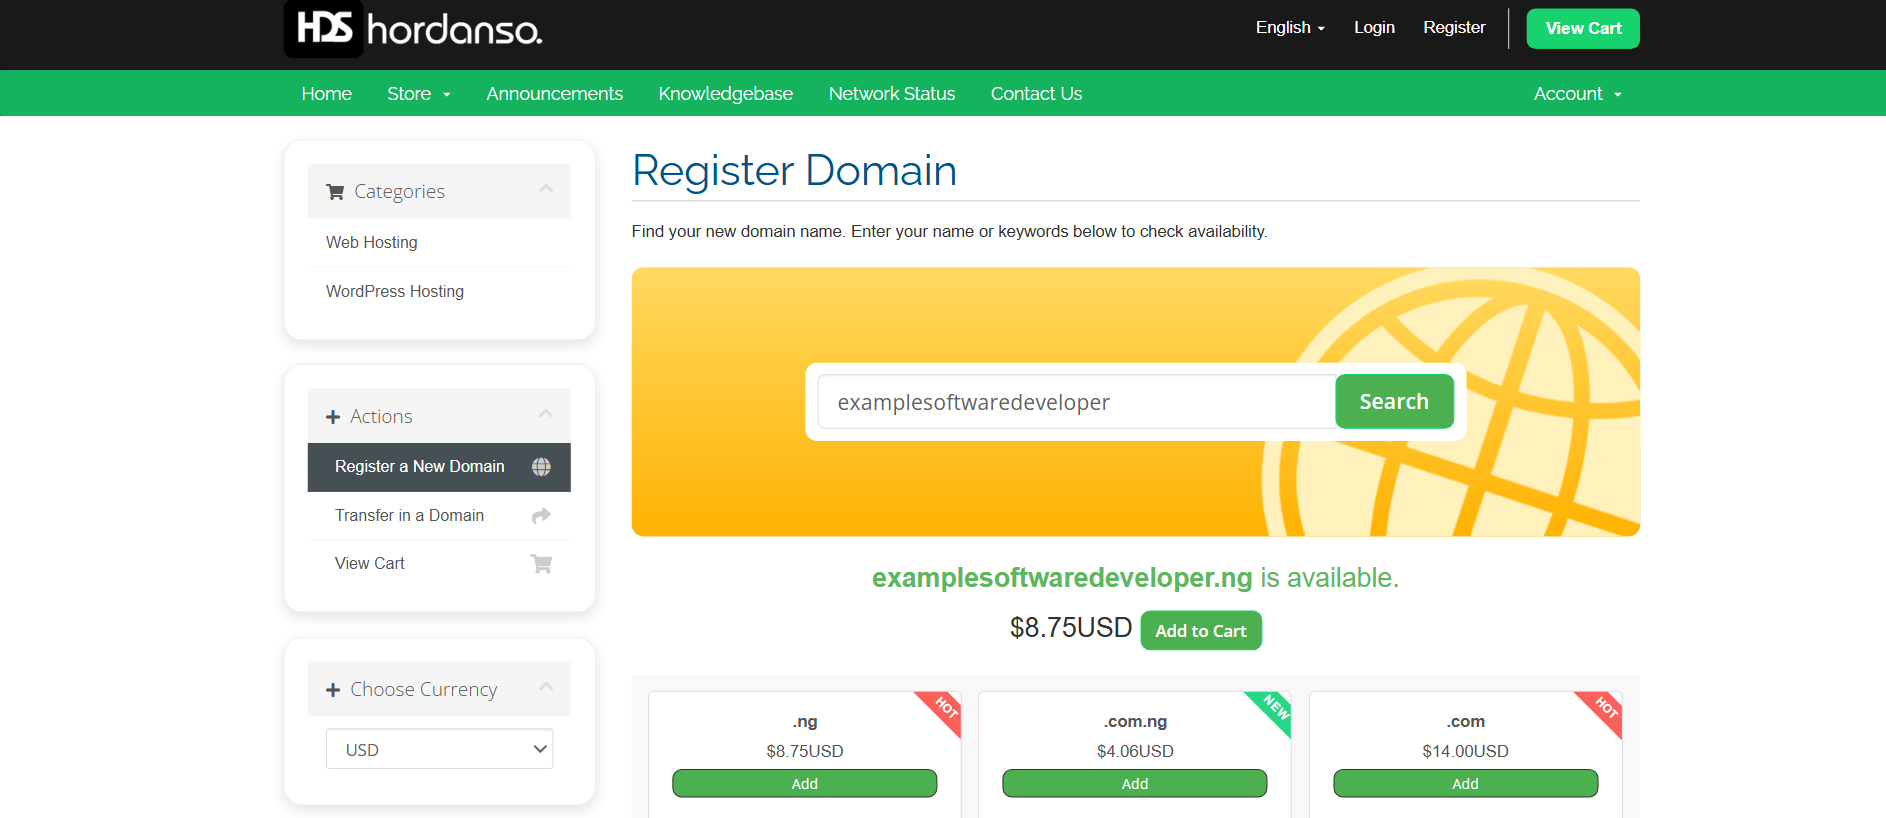 HDS hordanso.
English
Login
Register
View Cart
Home
Store
Announcements
Knowledgebase
Network Status
Contact Us
Account
Categories
Web Hosting
WordPress Hosting
Actions
Register a New Domain
Transfer in a Domain
View Cart
Choose Currency
USD
Register Domain
Find your new domain name. Enter your name or keywords below to check availability.
examplesoftwaredeveloper
Search
examplesoftwaredeveloper.ng is available.
$8.75USD
Add to Cart
HOT
.ng
$8.75USD
Add
NEW
.com.ng
$4.06USD
Add
HOT
.com
$14.00USD
Add